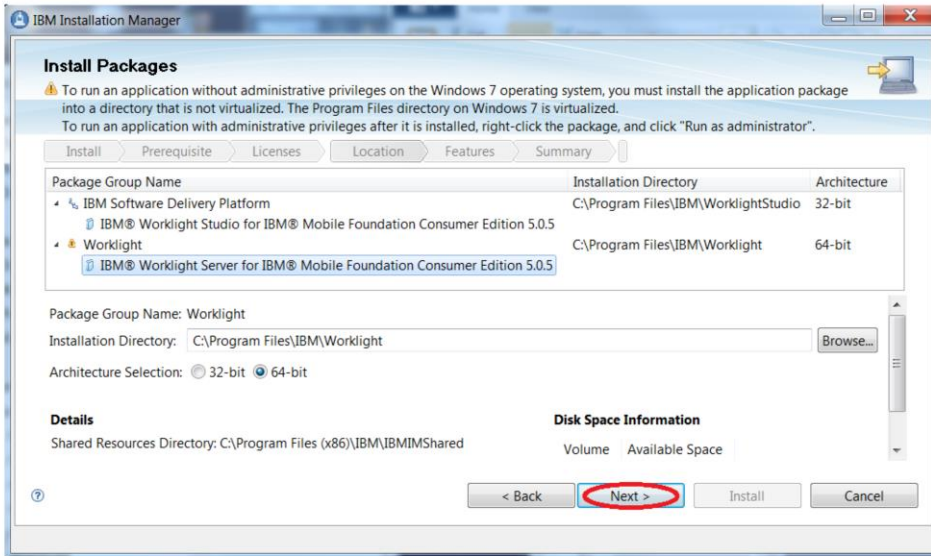 IBM Installation Manager
Install Packages
To run an application without administrative privileges on the Windows 7 operating system, you must install the application package
into a directory that is not virtualized. The Program Files directory on Windows 7 is virtualized.
To run an application with administrative privileges after it is installed, right-click the package, and click "Run as administrator".
Install Prerequisite Licenses Location Features Summary
Package Group Name Installation Directory Architecture
IBM Software Delivery Platform C:\Program Files\IBM\WorklightStudio 32-bit
IBM® Worklight Studio for IBM® Mobile Foundation Consumer Edition 5.0.5
Worklight C:\Program Files\IBM\Worklight 64-bit
IBM® Worklight Server for IBM® Mobile Foundation Consumer Edition 5.0.5
Package Group Name: Worklight
Installation Directory: C:\Program Files\IBM\Worklight Browse...
Architecture Selection: 32-bit 64-bit
Details Disk Space Information
Shared Resources Directory: C:\Program Files (x86)\IBM\IBMIMShared
Volume Available Space
? < Back Next > Install Cancel